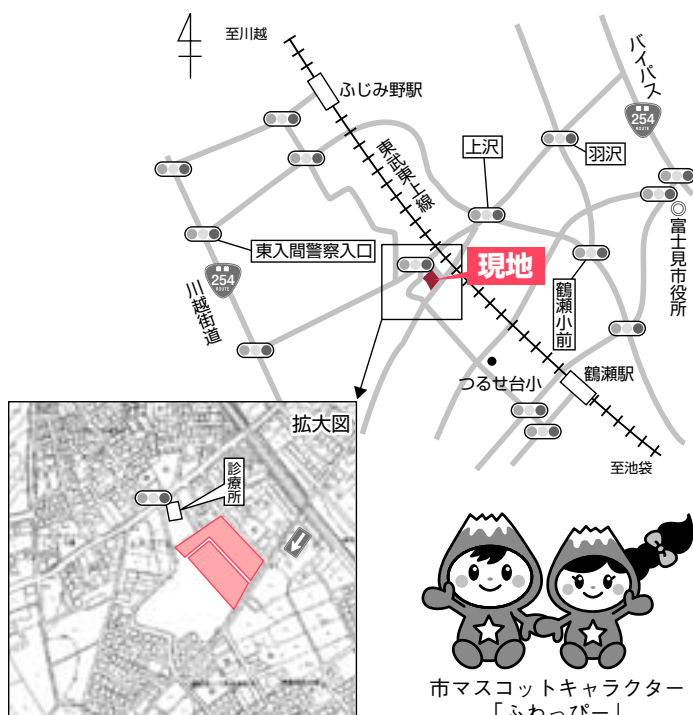 至川越
ふじみ野駅
バイパス
254
ROUTE
上沢
羽沢
東武東上線
富士見市役所
東入間警察入口
現地
254
ROUTE
川越街道
鶴瀬小前
つるせ台小
鶴瀬駅
至池袋
拡大図
診療所
市マスコットキャラクター
「ふわっぴー」